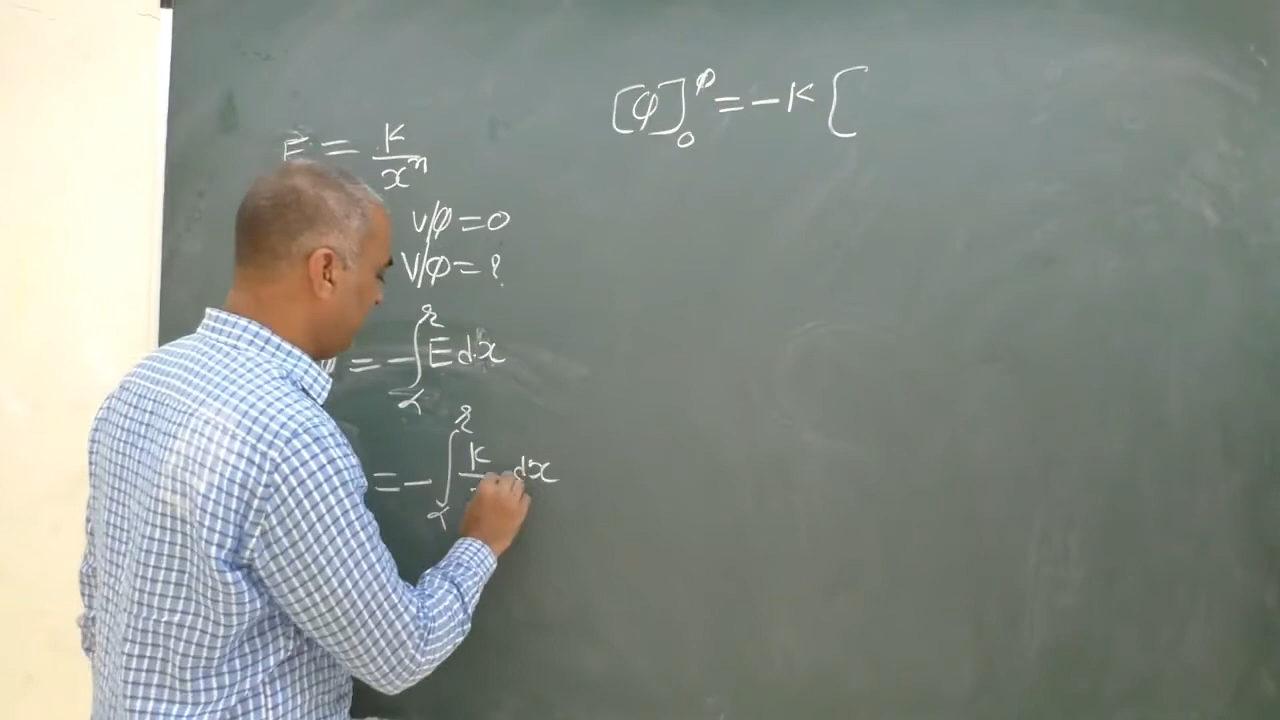 E = K/xⁿ
V/φ = 0
V/φ = ?
= -∫_∝^r E dx
= -∫_∝^r K/ dx
[φ]₀^φ = -K [